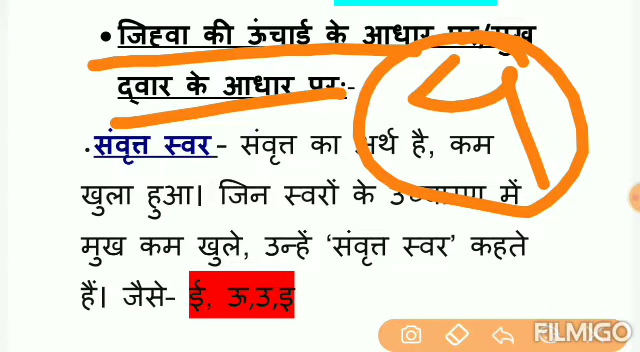 • जिह्वा की ऊंचाई के आधार पर/मुख
द्वार के आधार पर:-
.संवृत्त स्वर- संवृत्त का अर्थ है, कम
खुला हुआ। जिन स्वरों के उच्चारण में
मुख कम खुले, उन्हें 'संवृत्त स्वर' कहते
हैं। जैसे- ई, ऊ,उ,इ
FILMIGO